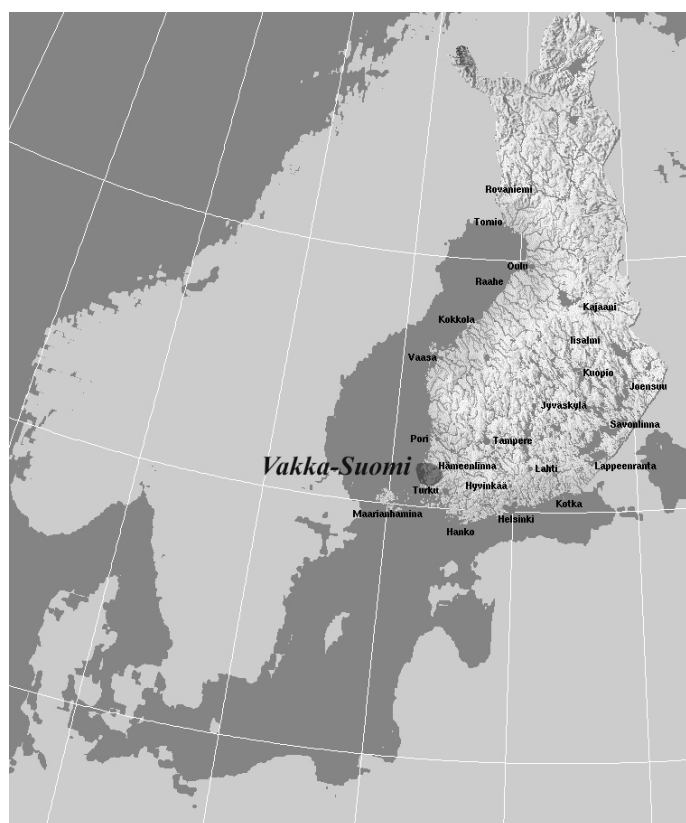 Rovaniemi
Tornio
Oulu
Raahe
Kajaani
Kokkola
Iisalmi
Vaasa
Kuopio
Joensuu
Jyväskylä
Savonlinna
Pori
Tampere
Vakka-Suomi
Hämeenlinna
Lahti
Lappeenranta
Turku
Hyvinkää
Kotka
Maarianhamina
Helsinki
Hanko